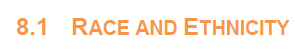 8.1 RACE AND ETHNICITY